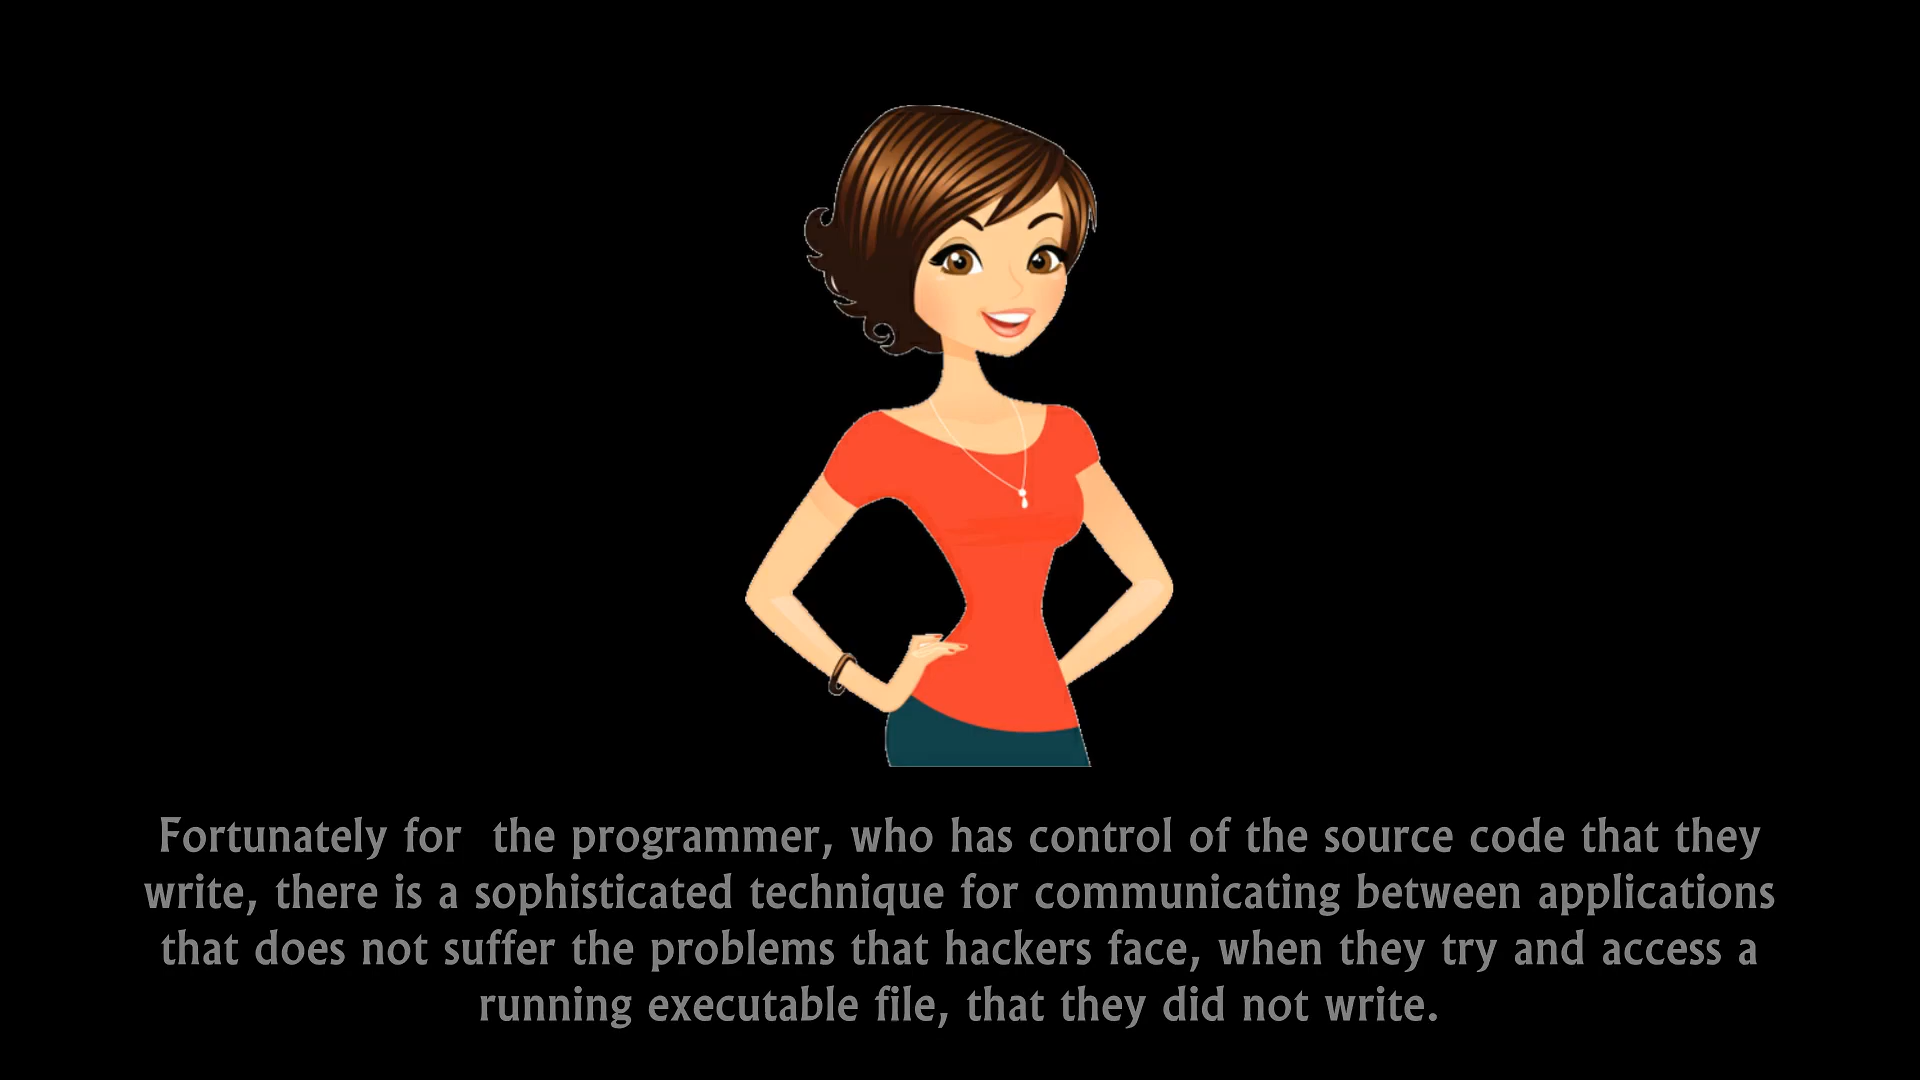 Fortunately for  the programmer, who has control of the source code that they
write, there is a sophisticated technique for communicating between applications
that does not suffer the problems that hackers face, when they try and access a
running executable file, that they did not write.